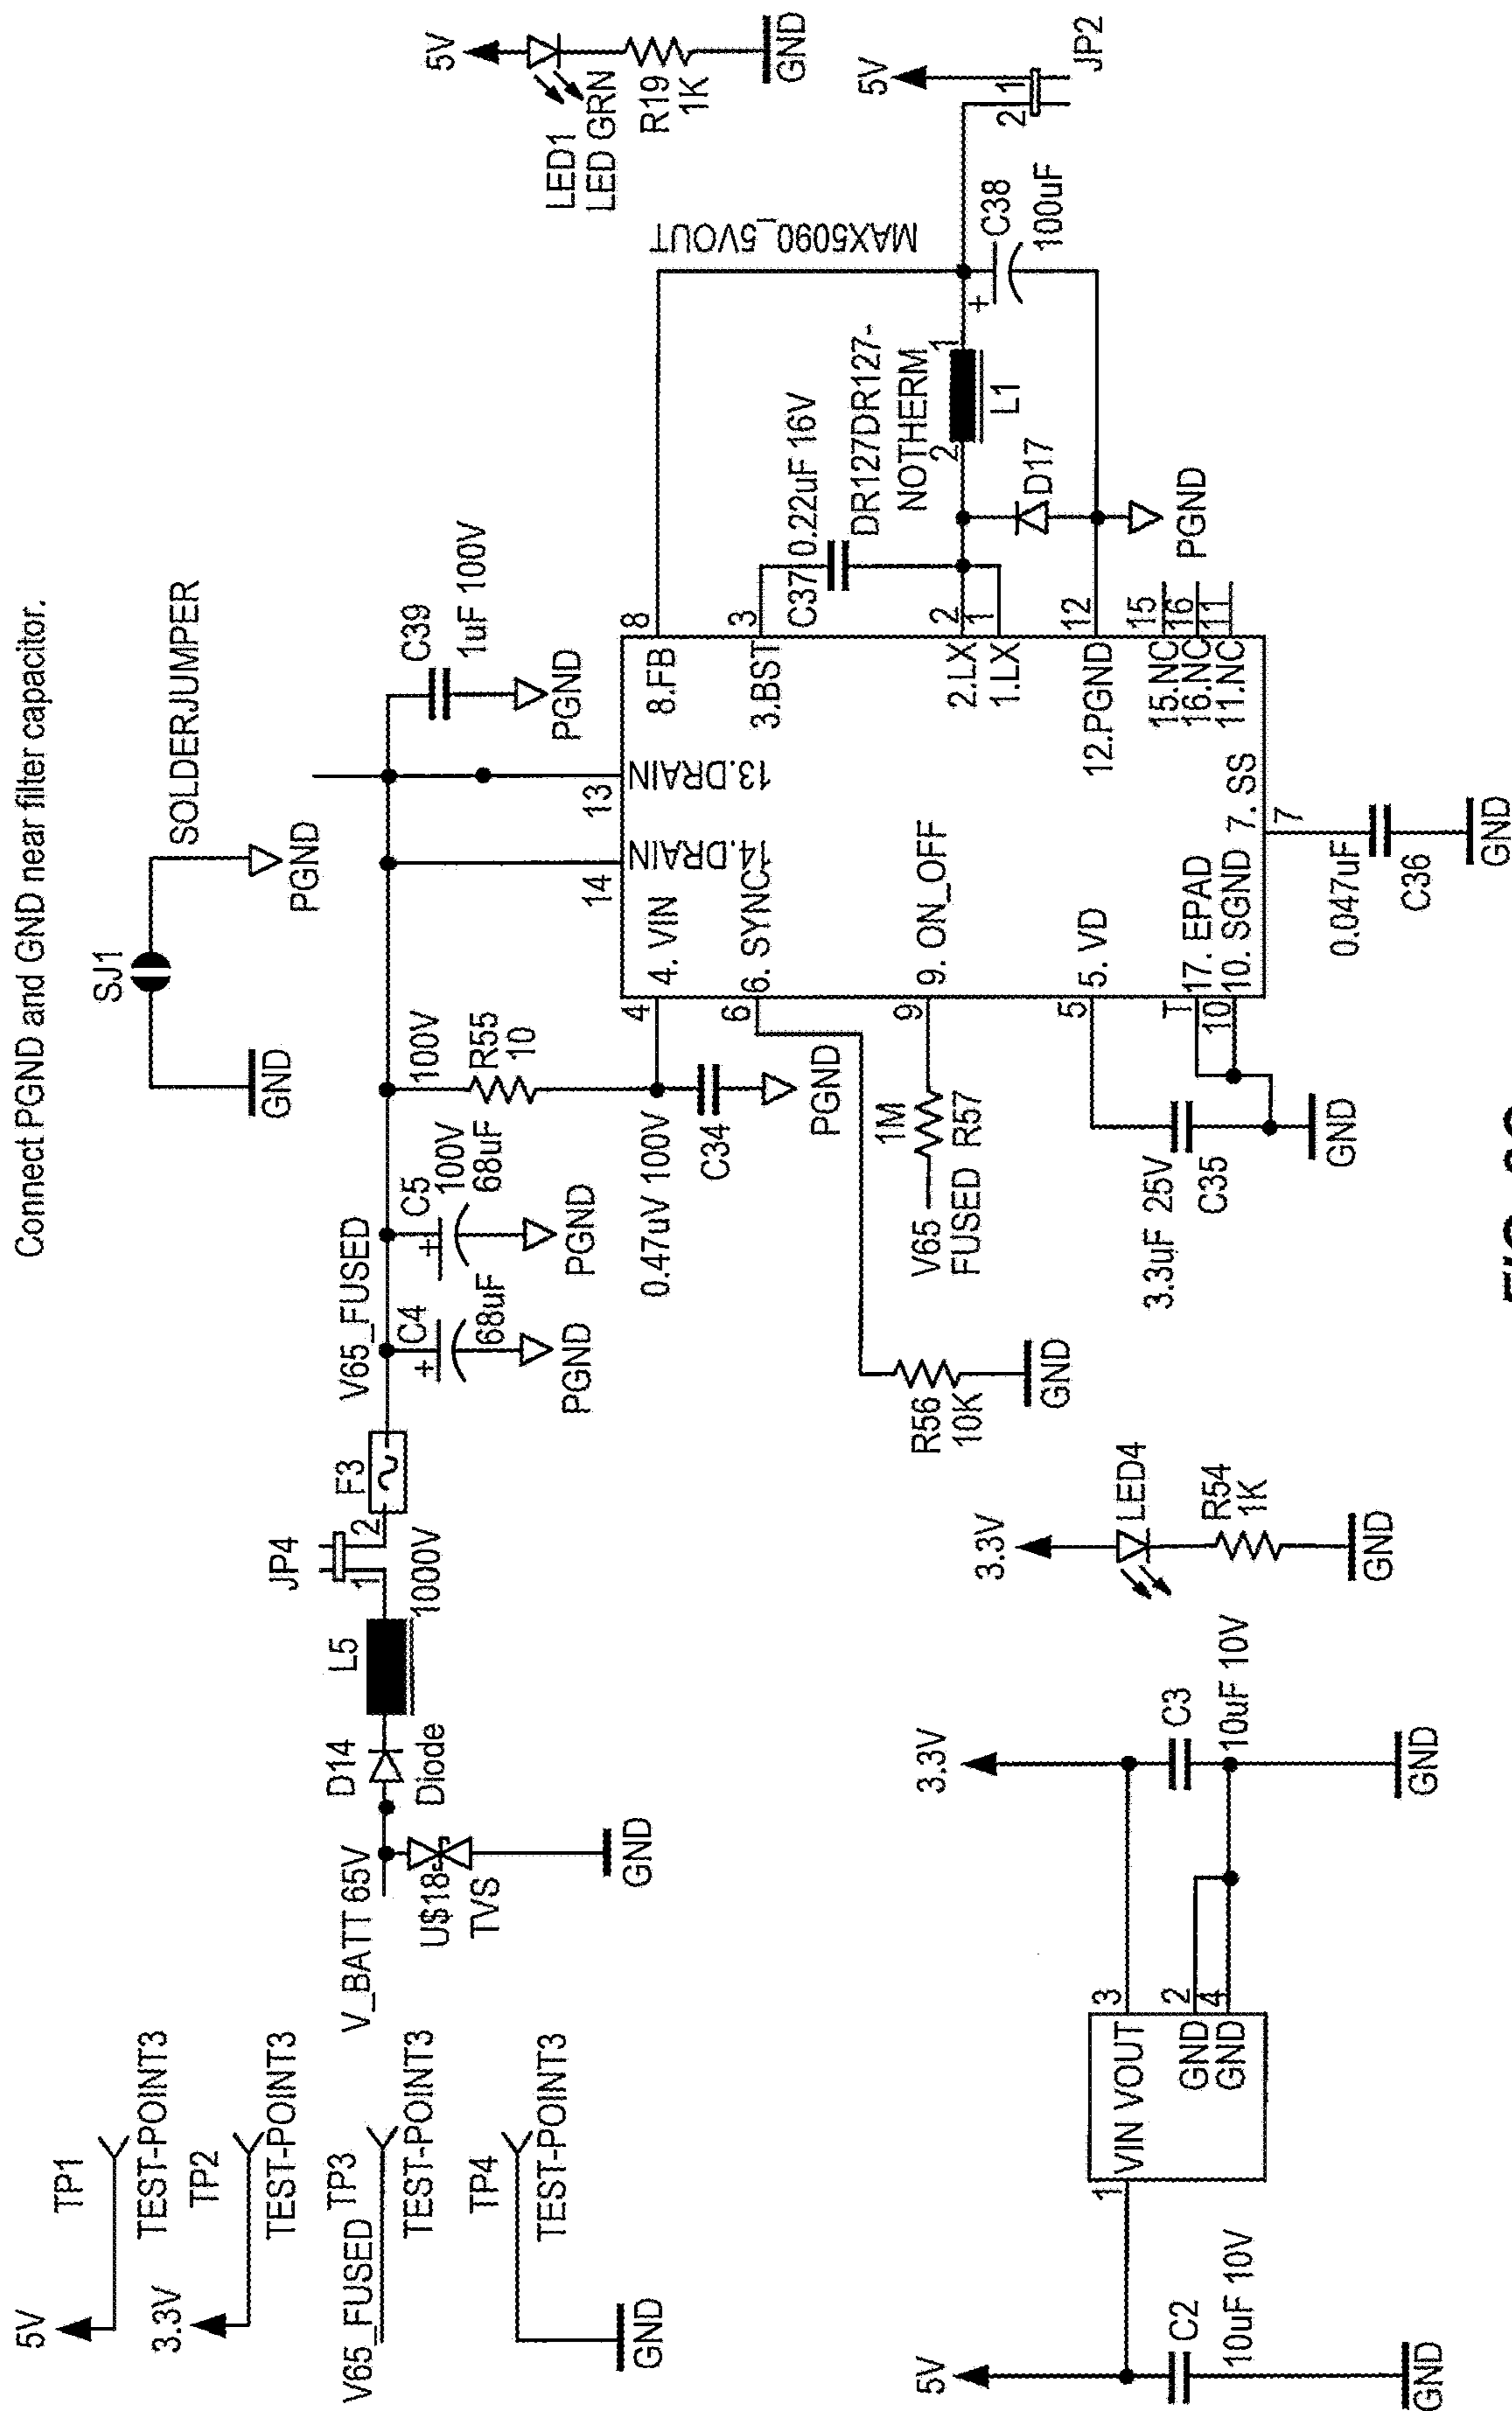 Connect PGND and GND near filter capacitor.
SJ1
SOLDERJUMPER
GND
PGND
5V
TP1
TEST-POINT3
3.3V
TP2
TEST-POINT3
V65_FUSED
TP3
TEST-POINT3
TP4
TEST-POINT3
GND
V_BATT 65V
U$18
TVS
GND
D14
Diode
L5
1000V
JP4
1
2
F3
V65_FUSED
C4
68uF
PGND
C5
100V
68uF
PGND
100V
R55
10
0.47uV 100V
C34
PGND
C39
1uF 100V
PGND
14
13
14.DRAIN
13.DRAIN
4
4. VIN
6
6. SYNC
9
9. ON_OFF
5
5. VD
T
17. EPAD
10
10. SGND
7. SS
7
8.FB
8
3.BST
3
2.LX
2
1.LX
1
12.PGND
12
15.NC
15
16.NC
16
11.NC
11
R56
10K
GND
1M
V65
FUSED
R57
3.3uF 25V
C35
GND
0.047uF
C36
GND
C37
0.22uF 16V
DR127DR127-
NOTHERM
2
1
L1
D17
PGND
MAX5090_5VOUT
+
C38
100uF
5V
2
1
JP2
5V
LED1
LED GRN
R19
1K
GND
5V
C2
10uF 10V
GND
1
VIN VOUT
3
GND
2
GND
4
3.3V
C3
10uF 10V
GND
3.3V
LED4
R54
1K
GND